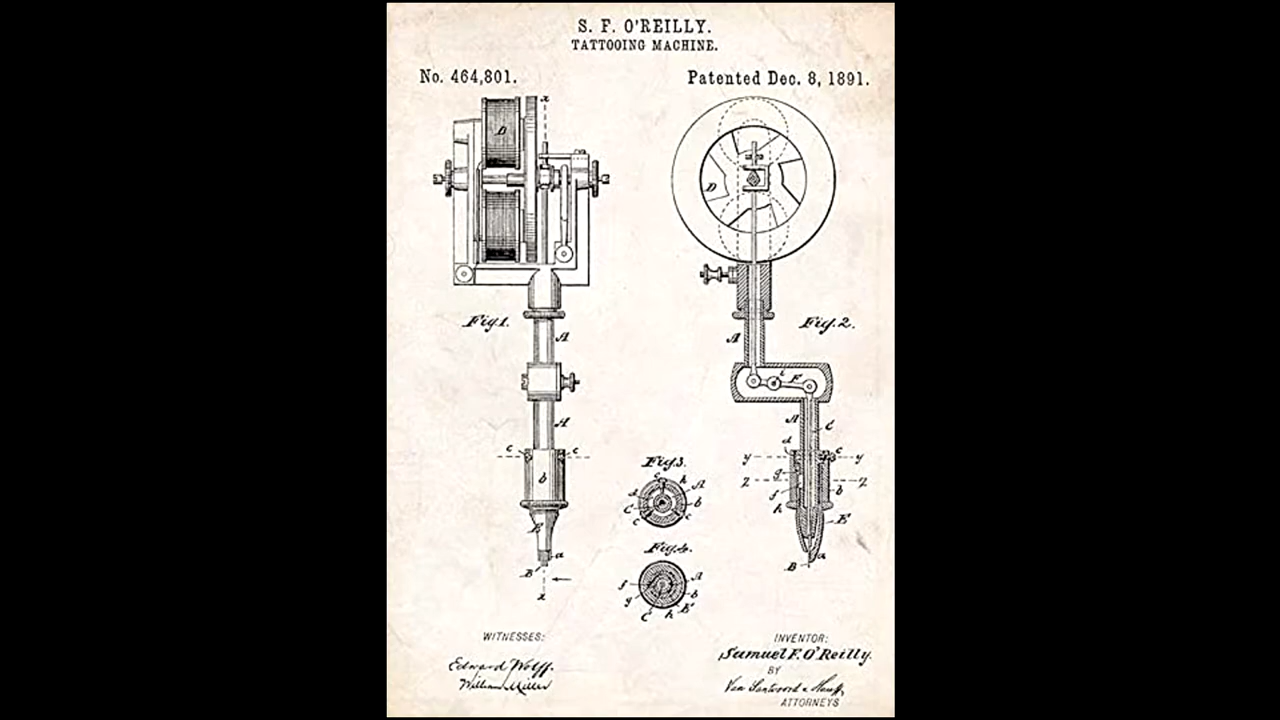 S. F. O'REILLY.
TATTOOING MACHINE.
No. 464,801.
Patented Dec. 8, 1891.
x
D
D
Fig.1.
Fig.2.
A
A
i
F
A
A
C
c
c
d
e
y
y
g
z
z
f
b
b
h
E
E
a
a
B
B
x
Fig.3.
c
h
A
b
C
c
c
Fig.4.
f
A
g
b
C
h
E
WITNESSES:
Edward Wolff.
William Miller
INVENTOR:
Samuel F. O'Reilly.
BY
Van Santvoord & Hauff,
ATTORNEYS